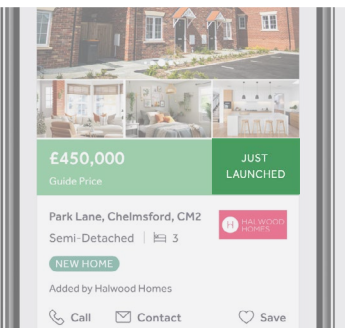 £450,000
Guide Price
JUST
LAUNCHED
Park Lane, Chelmsford, CM2
Semi-Detached | 3
NEW HOME
H HALWOOD
HOMES
Added by Halwood Homes
Call Contact Save